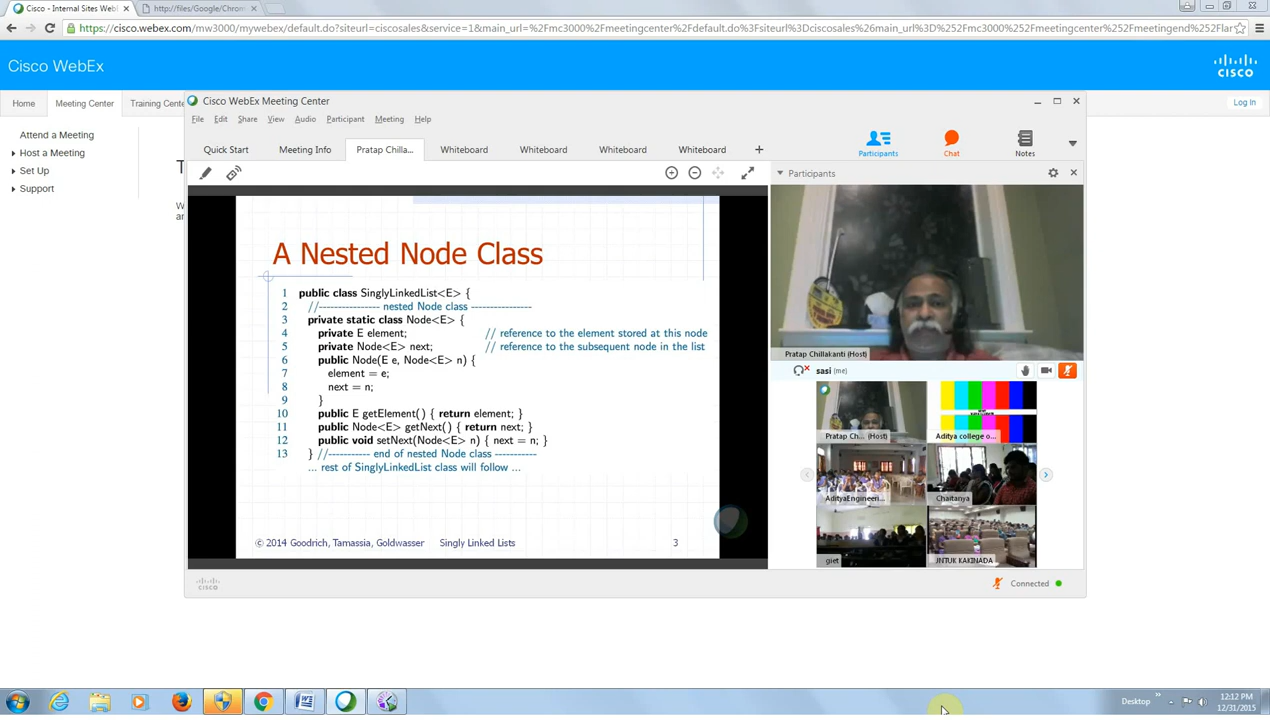 Cisco - Internal Sites Web
http://files/Google/Chrom
https://cisco.webex.com/mw3000/mywebex/default.do?siteurl=ciscosales&service=1&main_url=%2Fmc3000%2Fmeetingcenter%2Fdefault.do%3Fsiteurl%3Dciscosales%26main_url%3D%252Fmc3000%252Fmeetingcenter%252Fmeetingend%252Flar
Cisco WebEx
CISCO
Home
Meeting Center
Training Cente
Log In
Attend a Meeting
Host a Meeting
Set Up
Support
T
W
ar
Cisco WebEx Meeting Center
File Edit Share View Audio Participant Meeting Help
Quick Start
Meeting Info
Pratap Chilla...
Whiteboard
Whiteboard
Whiteboard
Whiteboard
Participants
Chat
Notes
A Nested Node Class
1 public class SinglyLinkedList<E> {
2 //---------------- nested Node class ----------------
3 private static class Node<E> {
4 private E element; // reference to the element stored at this node
5 private Node<E> next; // reference to the subsequent node in the list
6 public Node(E e, Node<E> n) {
7 element = e;
8 next = n;
9 }
10 public E getElement( ) { return element; }
11 public Node<E> getNext( ) { return next; }
12 public void setNext(Node<E> n) { next = n; }
13 } //----------- end of nested Node class -----------
... rest of SinglyLinkedList class will follow ...
© 2014 Goodrich, Tamassia, Goldwasser Singly Linked Lists 3
Participants
Pratap Chillakanti (Host)
sasi (me)
Pratap Ch... (Host)
Aditya college o...
AdityaEngineeri...
Chaitanya
giet
JNTUK KAKINADA
CISCO
Connected
Desktop
12:12 PM
12/31/2015